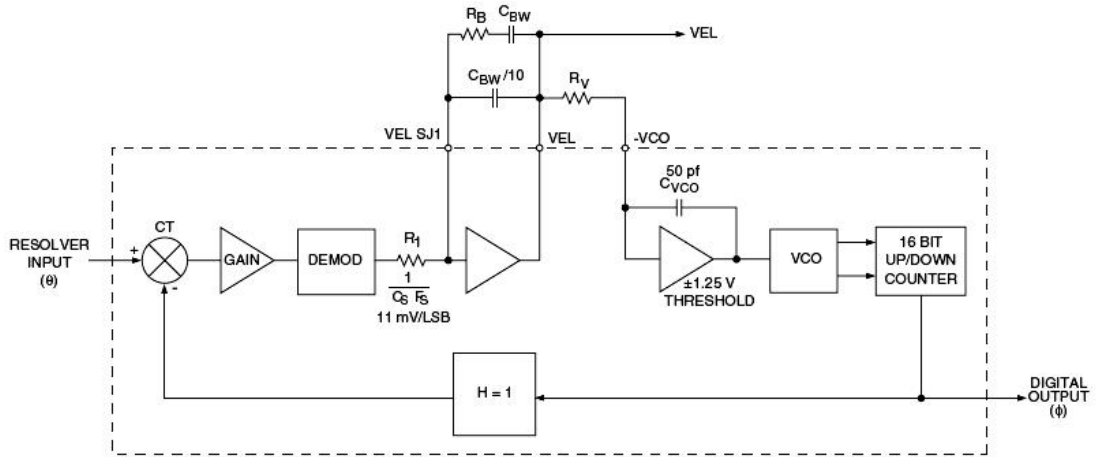 R_B
C_BW
VEL
C_BW/10
R_V
VEL SJ1
VEL
-VCO
50 pf
C_VCO
CT
RESOLVER
INPUT
(θ)
+
-
GAIN
DEMOD
R_1
1
C_S F_S
11 mV/LSB
±1.25 V
THRESHOLD
VCO
16 BIT
UP/DOWN
COUNTER
H = 1
DIGITAL
OUTPUT
(ϕ)